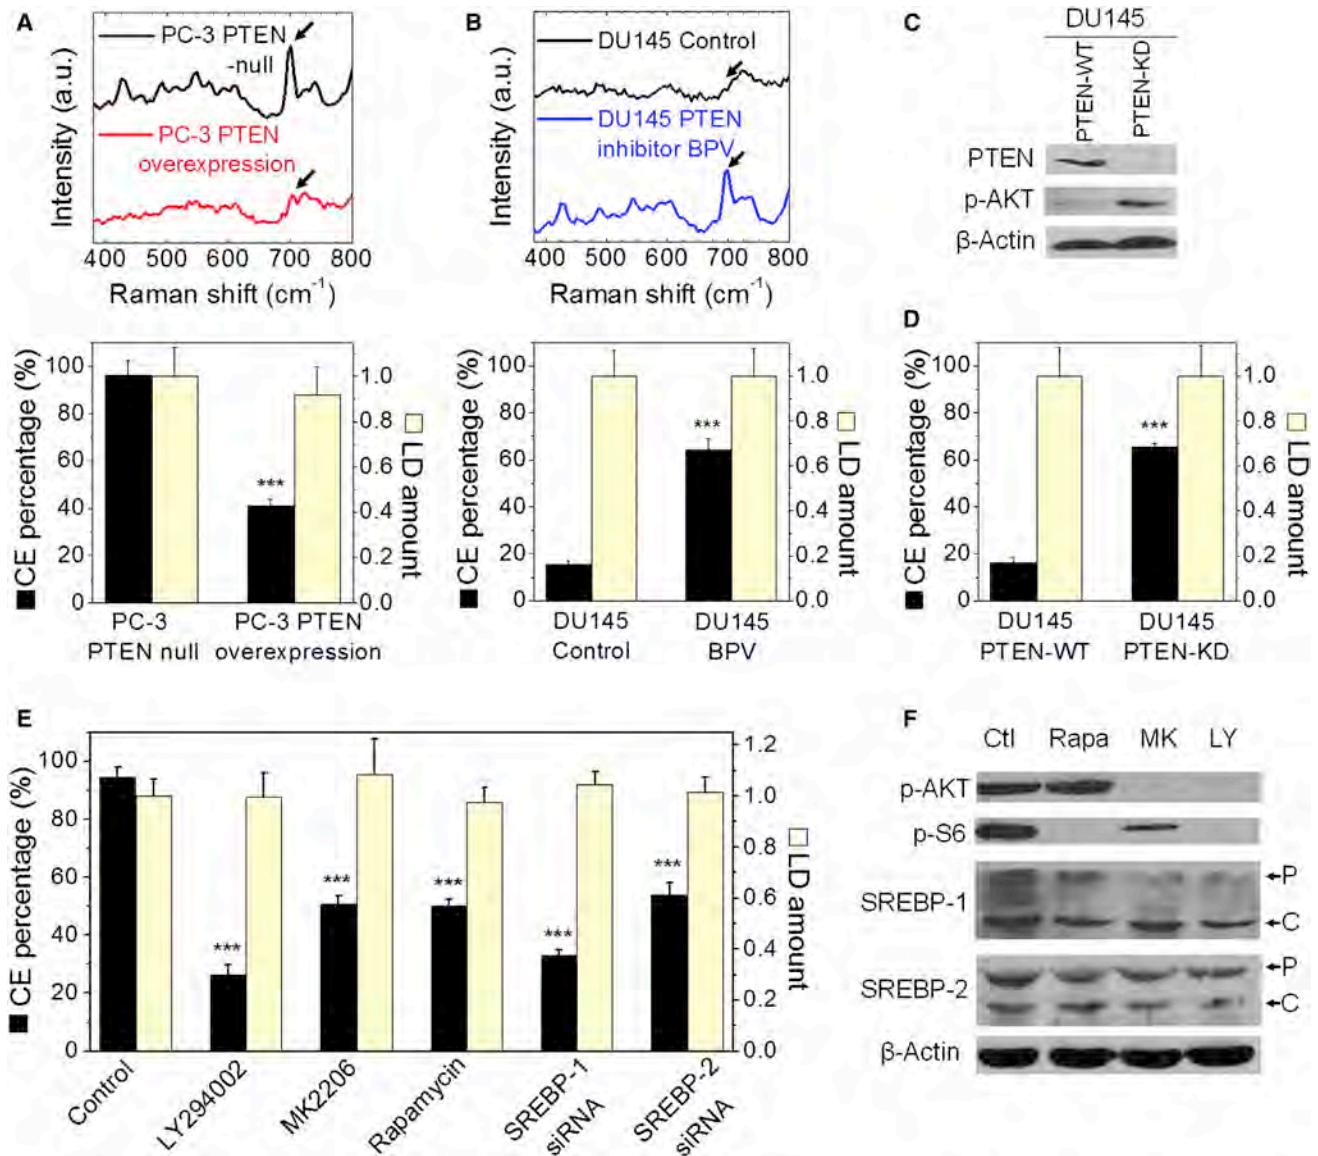 A
PC-3 PTEN
-null
PC-3 PTEN
overexpression
Intensity (a.u.)
400 500 600 700 800
Raman shift (cm⁻¹)
B
DU145 Control
DU145 PTEN
inhibitor BPV
Intensity (a.u.)
400 500 600 700 800
Raman shift (cm⁻¹)
C
DU145
PTEN-WT
PTEN-KD
PTEN
p-AKT
β-Actin
CE percentage (%)
100
80
60
40
20
0
***
1.0
0.8
0.6
0.4
0.2
0.0
LD amount
PC-3
PTEN null
PC-3 PTEN
overexpression
CE percentage (%)
100
80
60
40
20
0
***
1.0
0.8
0.6
0.4
0.2
0.0
LD amount
DU145
Control
DU145
BPV
D
CE percentage (%)
100
80
60
40
20
0
***
1.0
0.8
0.6
0.4
0.2
0.0
LD amount
DU145
PTEN-WT
DU145
PTEN-KD
E
CE percentage (%)
100
80
60
40
20
0
***
***
***
***
***
1.2
1.0
0.8
0.6
0.4
0.2
0.0
LD amount
Control
LY294002
MK2206
Rapamycin
SREBP-1
siRNA
SREBP-2
siRNA
F
Ctl Rapa MK LY
p-AKT
p-S6
SREBP-1
P
C
SREBP-2
P
C
β-Actin